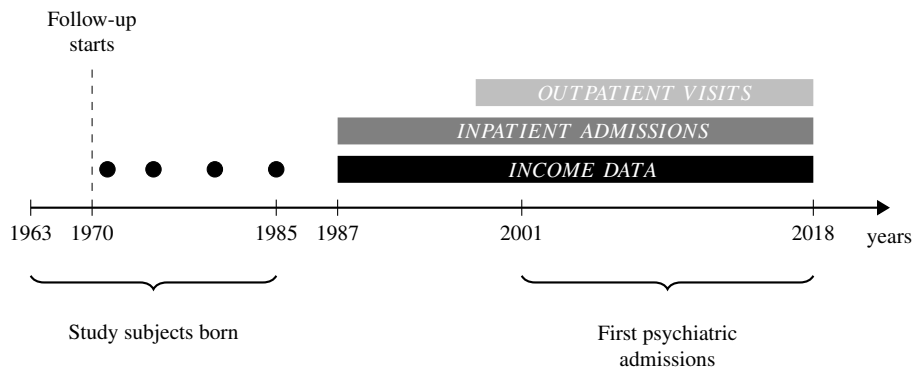 Follow-up
starts
OUTPATIENT VISITS
INPATIENT ADMISSIONS
INCOME DATA
1963 1970 1985 1987 2001 2018 years
Study subjects born
First psychiatric
admissions